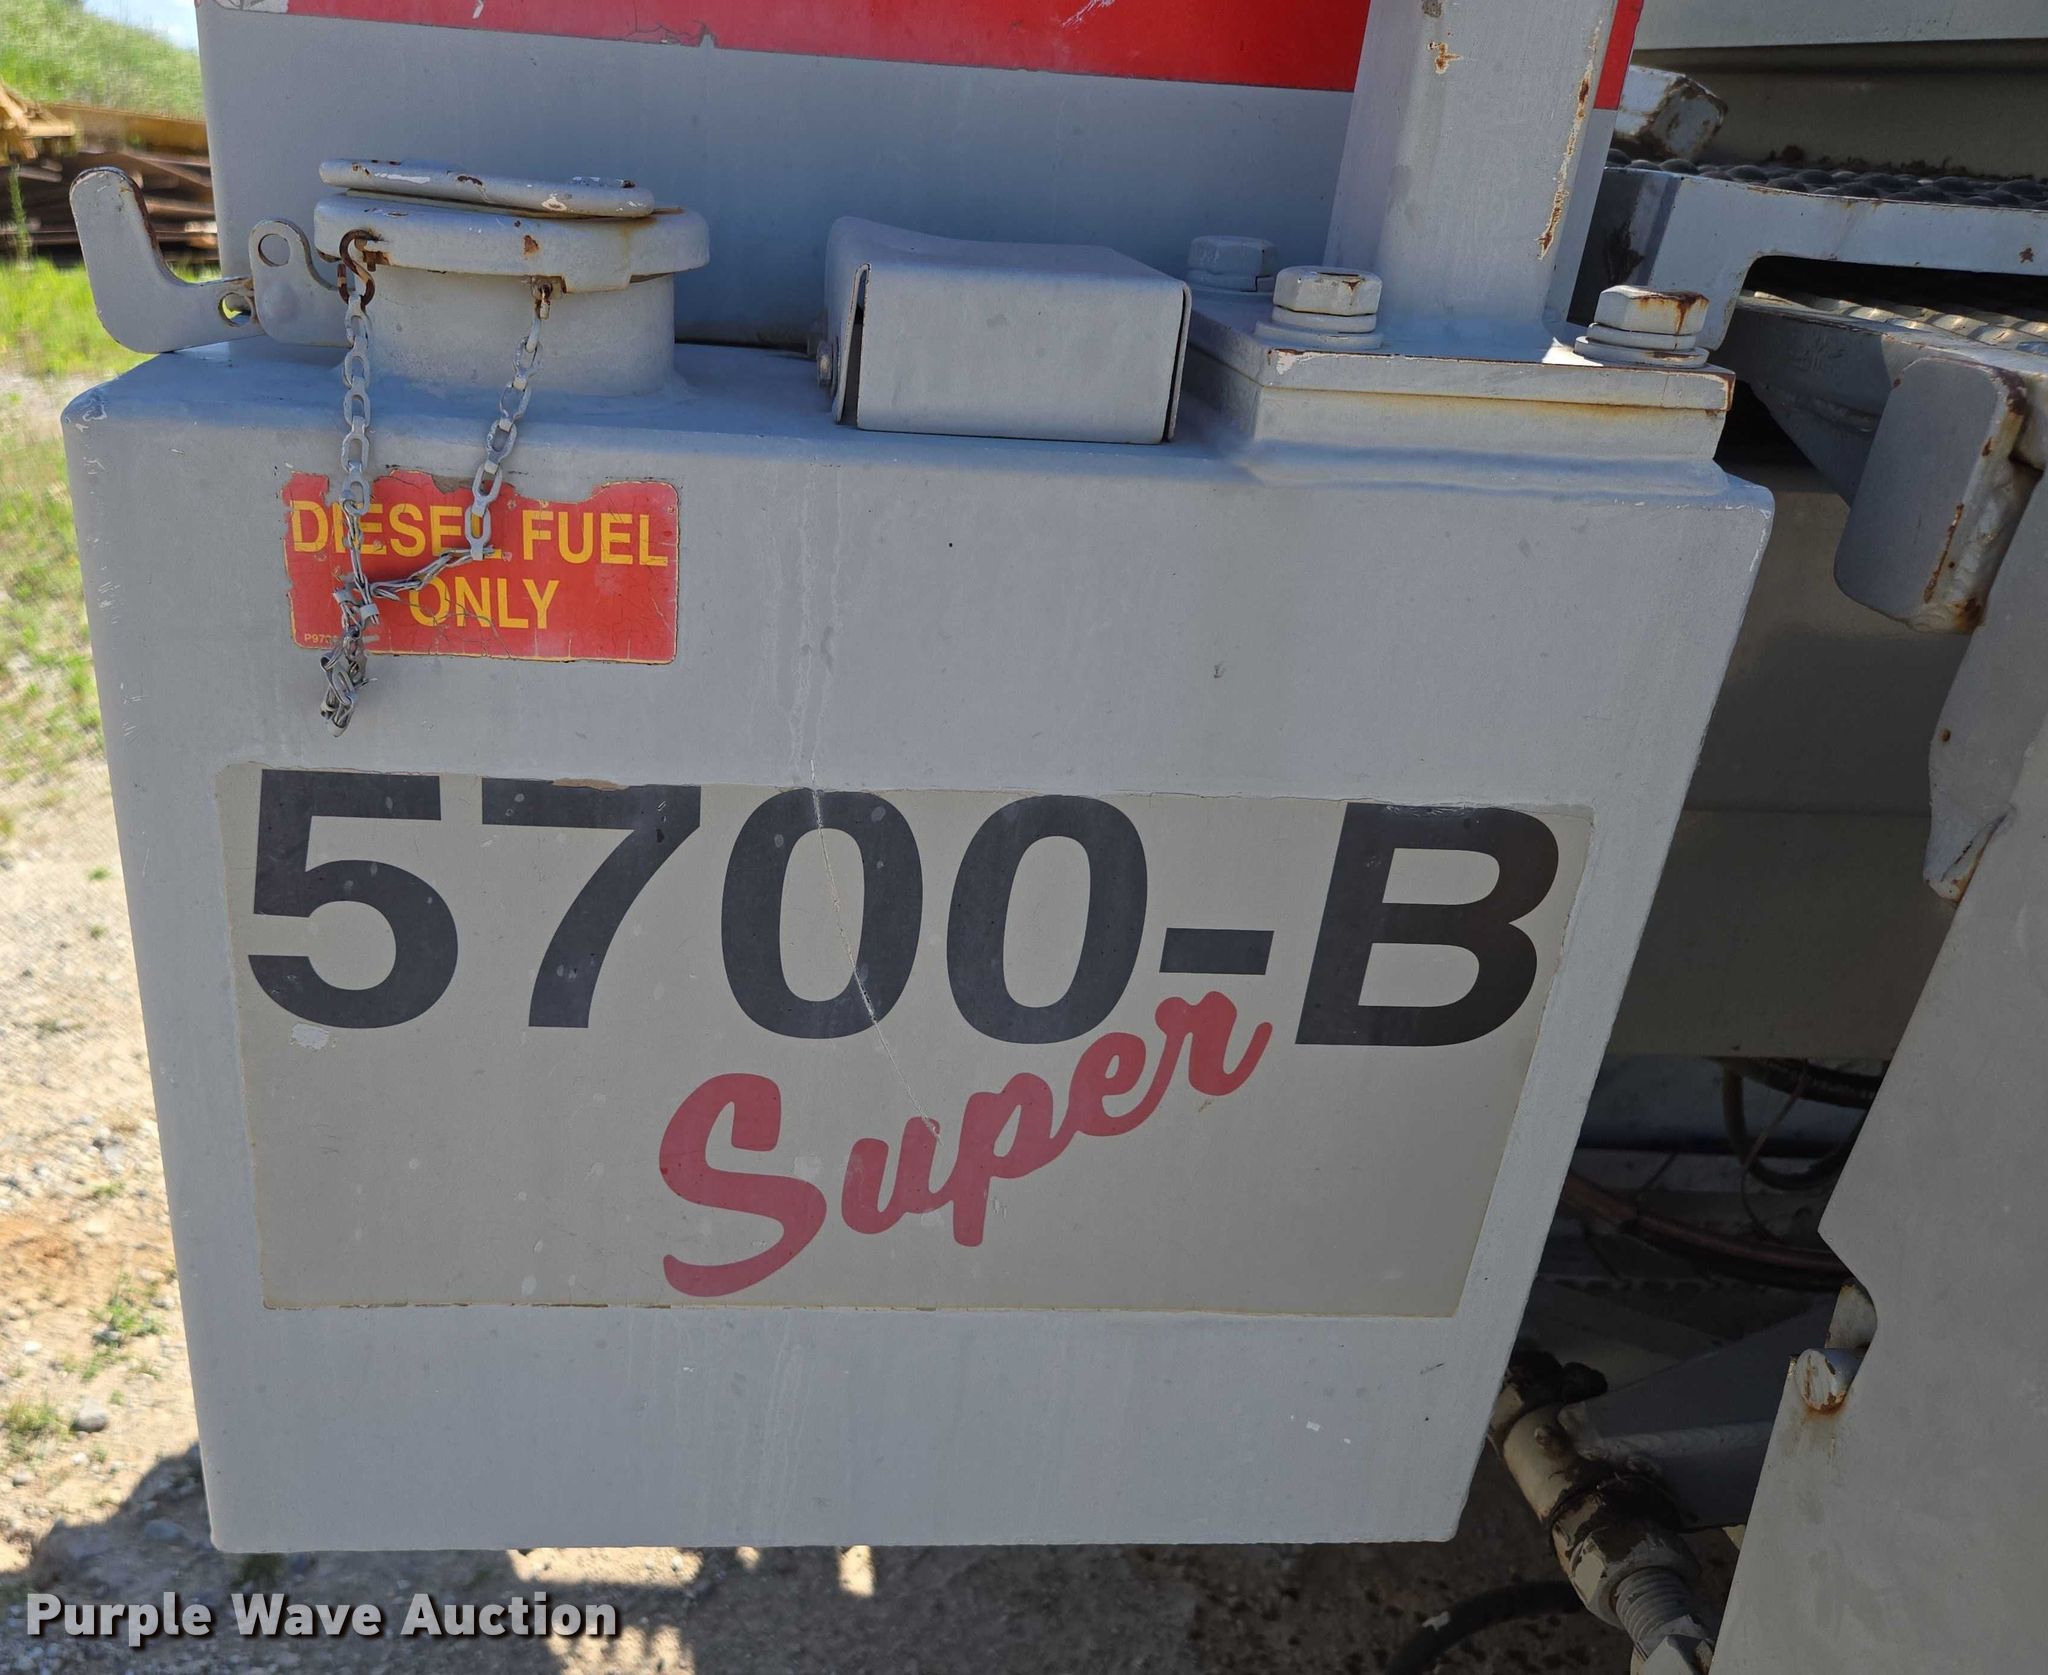 DIESEL FUEL
ONLY
5700-B
Super
Purple Wave Auction